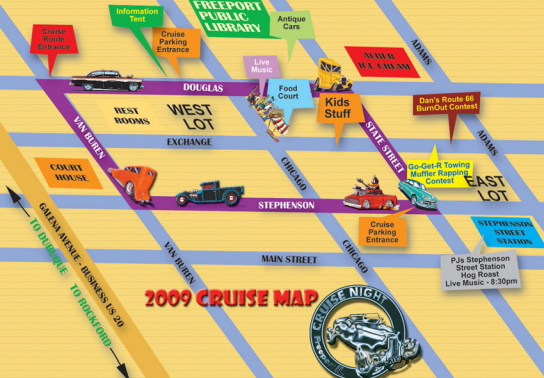 FREEPORT
PUBLIC
LIBRARY
Information
Tent
Antique
Cars
Cruise
Route
Entrance
Cruise
Parking
Entrance
ADAMS
Live
Music
ICE CREAM
DOUGLAS
Food
Court
Kids
Stuff
Dan's Route 66
BurnOut Contest
REST
ROOMS
WEST
LOT
VAN BUREN
EXCHANGE
STATE STREET
ADAMS
COURT
HOUSE
CHICAGO
Go-Get-R Towing
Muffler Rapping
Contest
EAST
LOT
STEPHENSON
Cruise
Parking
Entrance
STEPHENSON
STREET
STATION
GALENA AVENUE - BUSINESS US 20
TO DUBUQUE
TO ROCKFORD
VAN BUREN
MAIN STREET
CHICAGO
PJs Stephenson
Street Station
Hog Roast
Live Music - 8:30pm
2009 CRUISE MAP
CRUISE NIGHT